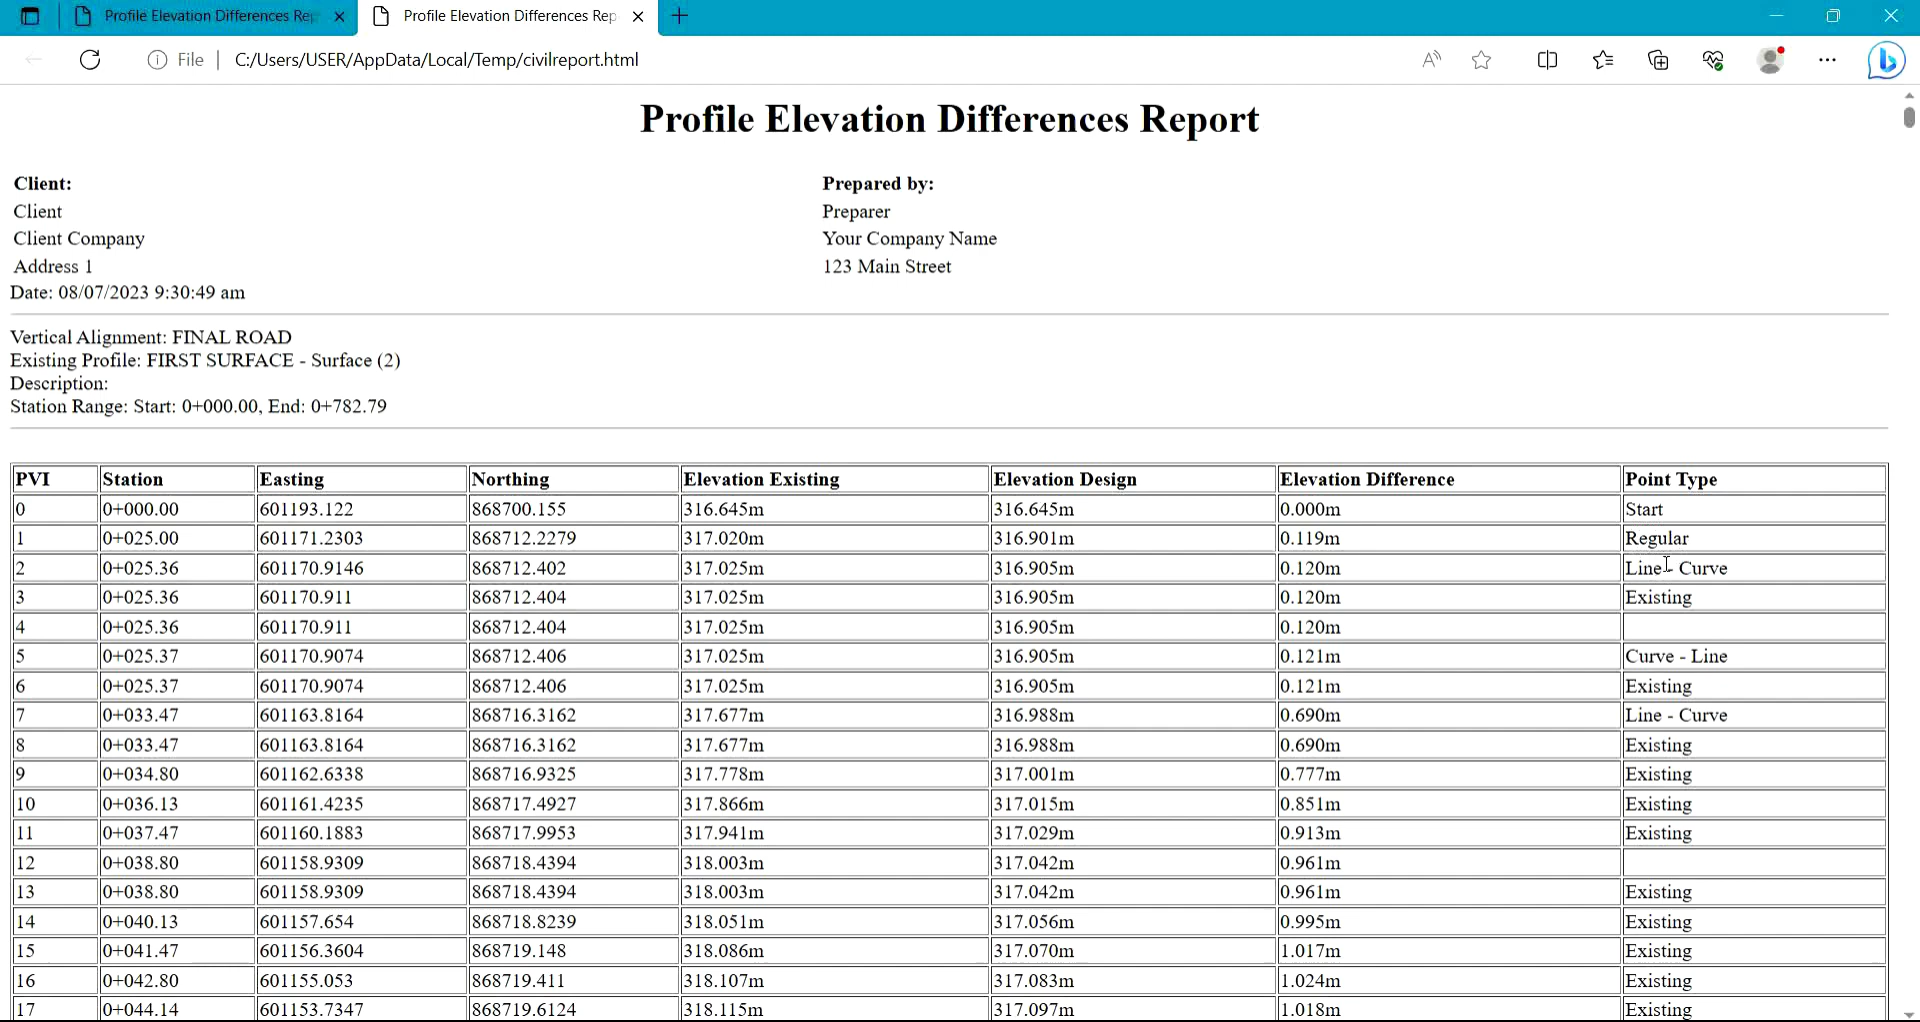 Profile Elevation Differences Rep
Profile Elevation Differences Rep
File
C:/Users/USER/AppData/Local/Temp/civilreport.html
Profile Elevation Differences Report
Client:
Client
Client Company
Address 1
Date: 08/07/2023 9:30:49 am
Prepared by:
Preparer
Your Company Name
123 Main Street
Vertical Alignment: FINAL ROAD
Existing Profile: FIRST SURFACE - Surface (2)
Description:
Station Range: Start: 0+000.00, End: 0+782.79
PVI Station Easting Northing Elevation Existing Elevation Design Elevation Difference Point Type
0 0+000.00 601193.122 868700.155 316.645m 316.645m 0.000m Start
1 0+025.00 601171.2303 868712.2279 317.020m 316.901m 0.119m Regular
2 0+025.36 601170.9146 868712.402 317.025m 316.905m 0.120m Line - Curve
3 0+025.36 601170.911 868712.404 317.025m 316.905m 0.120m Existing
4 0+025.36 601170.911 868712.404 317.025m 316.905m 0.120m
5 0+025.37 601170.9074 868712.406 317.025m 316.905m 0.121m Curve - Line
6 0+025.37 601170.9074 868712.406 317.025m 316.905m 0.121m Existing
7 0+033.47 601163.8164 868716.3162 317.677m 316.988m 0.690m Line - Curve
8 0+033.47 601163.8164 868716.3162 317.677m 316.988m 0.690m Existing
9 0+034.80 601162.6338 868716.9325 317.778m 317.001m 0.777m Existing
10 0+036.13 601161.4235 868717.4927 317.866m 317.015m 0.851m Existing
11 0+037.47 601160.1883 868717.9953 317.941m 317.029m 0.913m Existing
12 0+038.80 601158.9309 868718.4394 318.003m 317.042m 0.961m
13 0+038.80 601158.9309 868718.4394 318.003m 317.042m 0.961m Existing
14 0+040.13 601157.654 868718.8239 318.051m 317.056m 0.995m Existing
15 0+041.47 601156.3604 868719.148 318.086m 317.070m 1.017m Existing
16 0+042.80 601155.053 868719.411 318.107m 317.083m 1.024m Existing
17 0+044.14 601153.7347 868719.6124 318.115m 317.097m 1.018m Existing